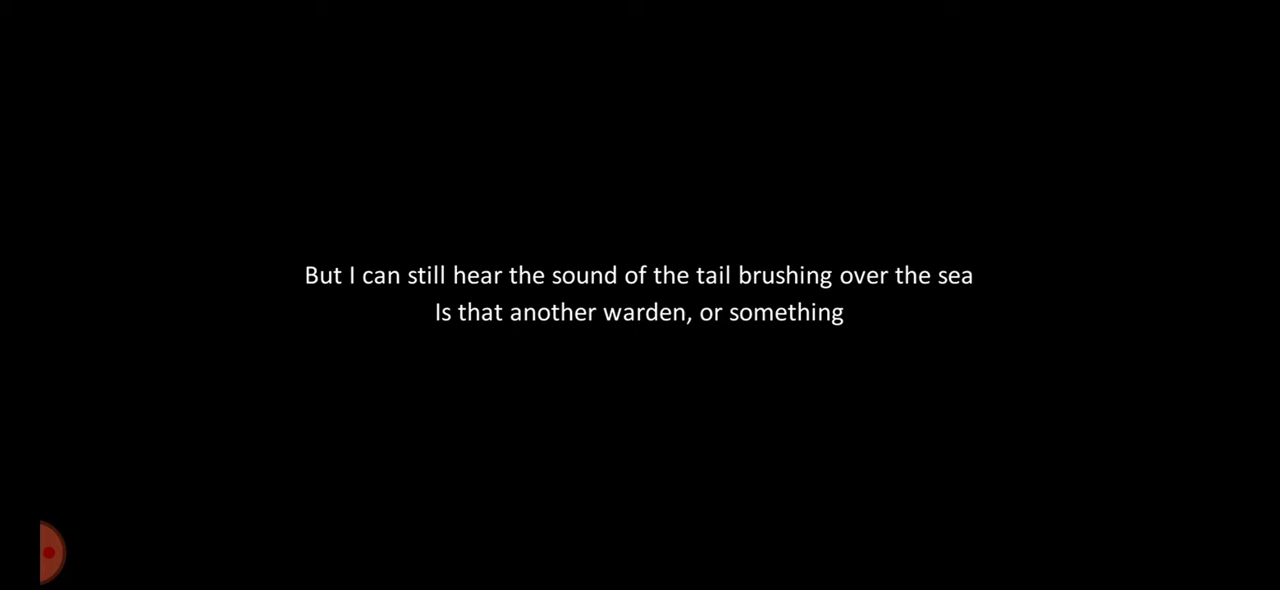 But I can still hear the sound of the tail brushing over the sea
Is that another warden, or something